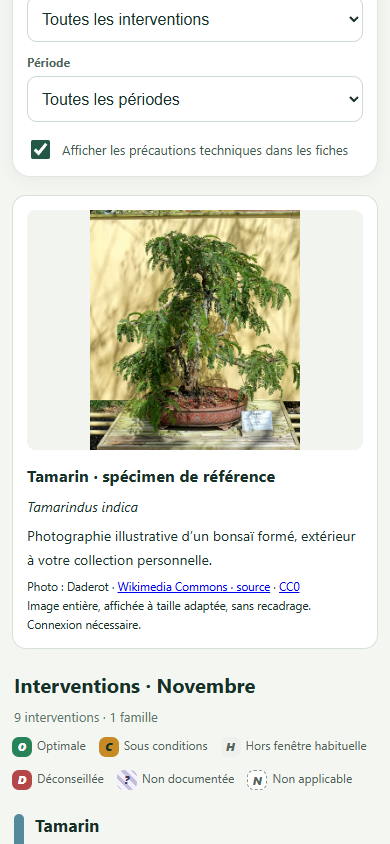 Toutes les interventions
Période
Toutes les périodes
Afficher les précautions techniques dans les fiches
Tamarin · spécimen de référence
Tamarindus indica
Photographie illustrative d’un bonsaï formé, extérieur
à votre collection personnelle.
Photo : Daderot · Wikimedia Commons · source · CC0
Image entière, affichée à taille adaptée, sans recadrage.
Connexion nécessaire.
Interventions · Novembre
9 interventions · 1 famille
O Optimale C Sous conditions H Hors fenêtre habituelle
D Déconseillée ? Non documentée N Non applicable
Tamarin